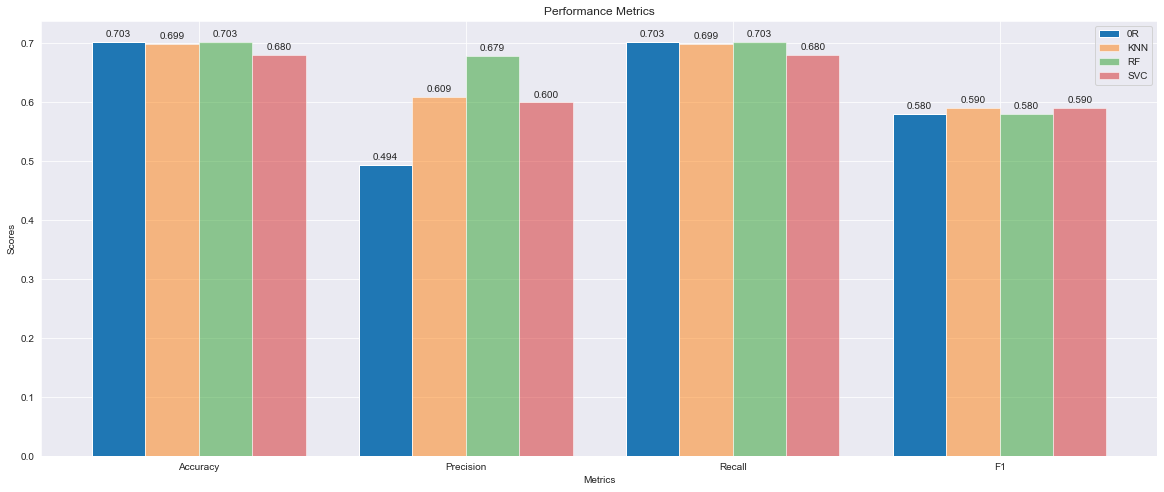 Performance Metrics
0R
KNN
RF
SVC
0.703
0.699
0.703
0.680
0.494
0.609
0.679
0.600
0.703
0.699
0.703
0.680
0.580
0.590
0.580
0.590
0.7
0.6
0.5
0.4
0.3
0.2
0.1
0.0
Scores
Accuracy
Precision
Recall
F1
Metrics